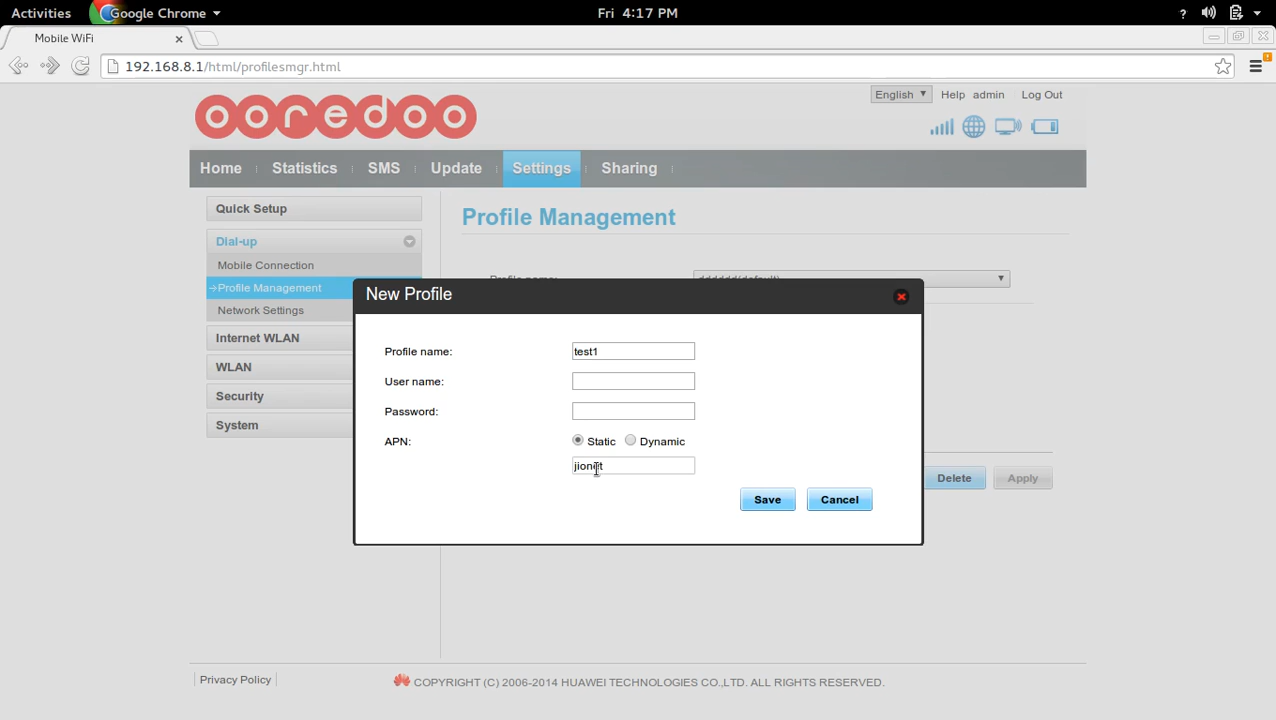 Activities Google Chrome Fri 4:17 PM ?
Mobile WiFi
192.168.8.1/html/profilesmgr.html
English Help admin Log Out
ooredoo
Home Statistics SMS Update Settings Sharing
Quick Setup
Profile Management
Dial-up
Mobile Connection
Profile name: dddddd(default)
Profile Management
Network Settings
Internet WLAN
WLAN
Security
System
New Profile
Profile name: test1
User name:
Password:
APN: Static Dynamic
jionet
Save Cancel
Delete Apply
Privacy Policy COPYRIGHT (C) 2006-2014 HUAWEI TECHNOLOGIES CO.,LTD. ALL RIGHTS RESERVED.